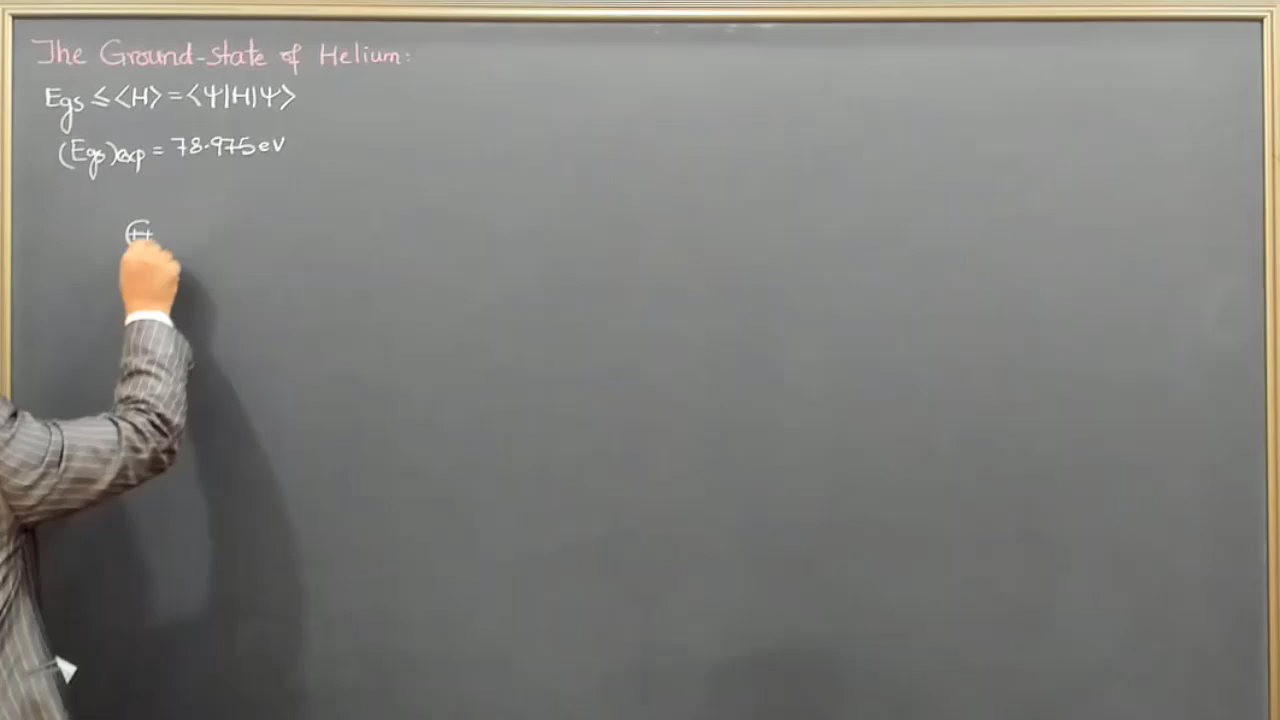 The Ground-state of Helium:
Egs ≤ ⟨H⟩ = ⟨Ψ|H|Ψ⟩
(Egs)exp = 78.975 eV
+